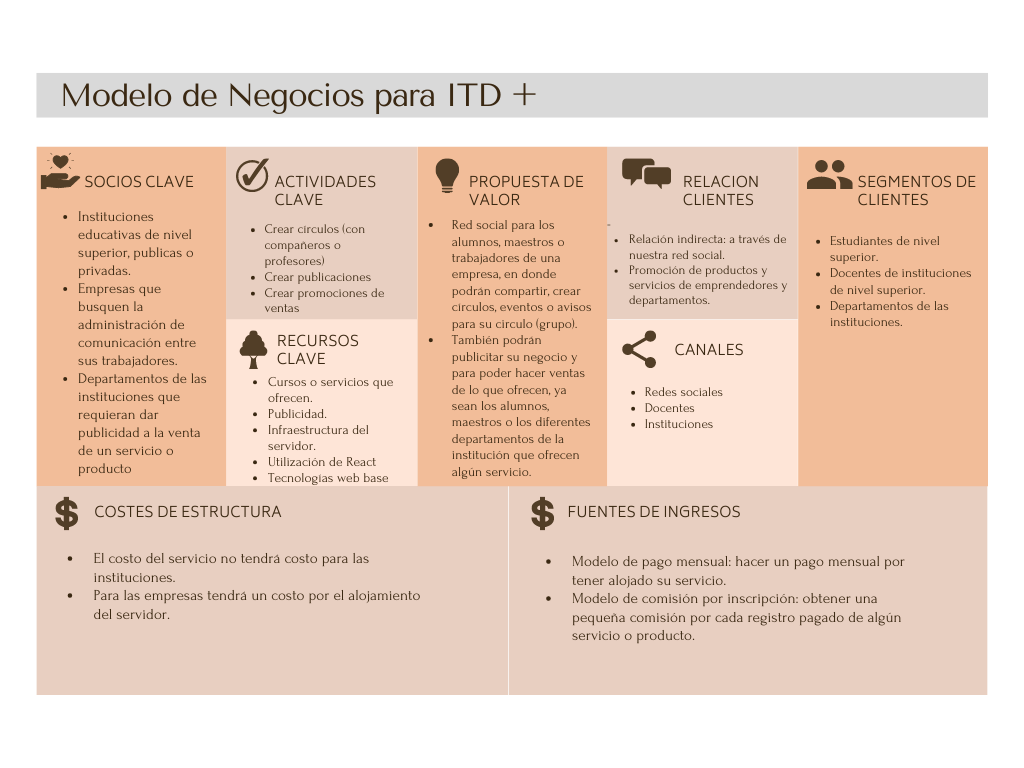 Modelo de Negocios para ITD +
SOCIOS CLAVE
• Instituciones
educativas de nivel
superior, publicas o
privadas.
• Empresas que
busquen la
administración de
comunicación entre
sus trabajadores.
• Departamentos de las
instituciones que
requieran dar
publicidad a la venta
de un servicio o
producto
ACTIVIDADES
CLAVE
• Crear círculos (con
compañeros o
profesores)
• Crear publicaciones
• Crear promociones de
ventas
RECURSOS
CLAVE
• Cursos o servicios que
ofrecen.
• Publicidad.
• Infraestructura del
servidor.
• Utilización de React
• Tecnologías web base
PROPUESTA DE
VALOR
• Red social para los
alumnos, maestros o
trabajadores de una
empresa, en donde
podrán compartir, crear
círculos, eventos o avisos
para su circulo (grupo).
• También podrán
publicitar su negocio y
para poder hacer ventas
de lo que ofrecen, ya
sean los alumnos,
maestros o los diferentes
departamentos de la
institución que ofrecen
algún servicio.
RELACION
CLIENTES
• Relación indirecta: a través de
nuestra red social.
• Promoción de productos y
servicios de emprendedores y
departamentos.
CANALES
• Redes sociales
• Docentes
• Instituciones
SEGMENTOS DE
CLIENTES
• Estudiantes de nivel
superior.
• Docentes de instituciones
de nivel superior.
• Departamentos de las
instituciones.
COSTES DE ESTRUCTURA
• El costo del servicio no tendrá costo para las
instituciones.
• Para las empresas tendrá un costo por el alojamiento
del servidor.
FUENTES DE INGRESOS
• Modelo de pago mensual: hacer un pago mensual por
tener alojado su servicio.
• Modelo de comisión por inscripción: obtener una
pequeña comisión por cada registro pagado de algún
servicio o producto.